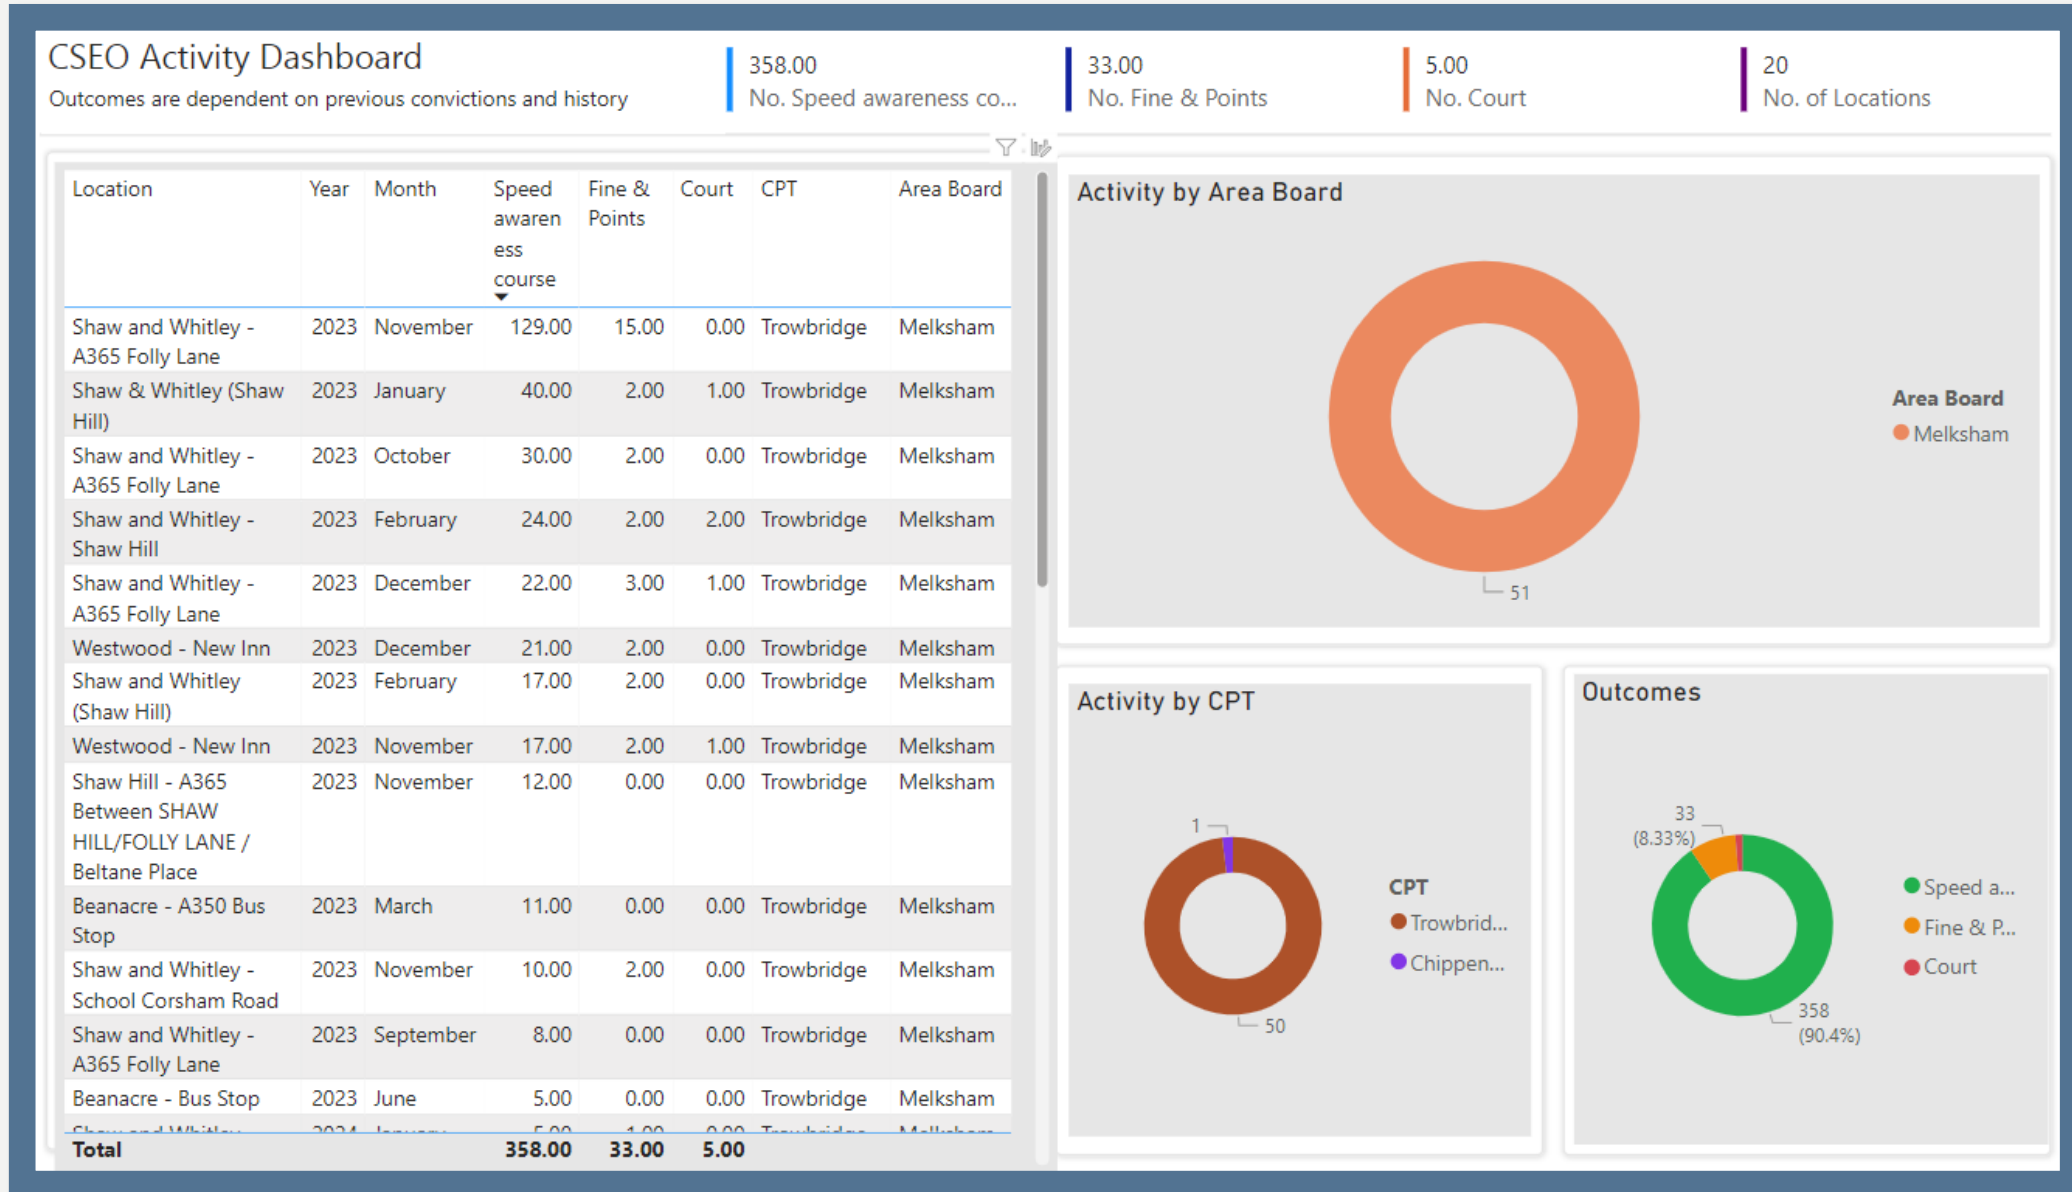 CSEO Activity Dashboard
Outcomes are dependent on previous convictions and history
358.00
No. Speed awareness co...
33.00
No. Fine & Points
5.00
No. Court
20
No. of Locations
Location Year Month Speed awaren ess course Fine & Points Court CPT Area Board
Shaw and Whitley - 2023 November 129.00 15.00 0.00 Trowbridge Melksham
A365 Folly Lane
Shaw & Whitley (Shaw 2023 January 40.00 2.00 1.00 Trowbridge Melksham
Hill)
Shaw and Whitley - 2023 October 30.00 2.00 0.00 Trowbridge Melksham
A365 Folly Lane
Shaw and Whitley - 2023 February 24.00 2.00 2.00 Trowbridge Melksham
Shaw Hill
Shaw and Whitley - 2023 December 22.00 3.00 1.00 Trowbridge Melksham
A365 Folly Lane
Westwood - New Inn 2023 December 21.00 2.00 0.00 Trowbridge Melksham
Shaw and Whitley 2023 February 17.00 2.00 0.00 Trowbridge Melksham
(Shaw Hill)
Westwood - New Inn 2023 November 17.00 2.00 1.00 Trowbridge Melksham
Shaw Hill - A365 2023 November 12.00 0.00 0.00 Trowbridge Melksham
Between SHAW
HILL/FOLLY LANE /
Beltane Place
Beanacre - A350 Bus 2023 March 11.00 0.00 0.00 Trowbridge Melksham
Stop
Shaw and Whitley - 2023 November 10.00 2.00 0.00 Trowbridge Melksham
School Corsham Road
Shaw and Whitley - 2023 September 8.00 0.00 0.00 Trowbridge Melksham
A365 Folly Lane
Beanacre - Bus Stop 2023 June 5.00 0.00 0.00 Trowbridge Melksham
Shaw and Whitley 2024 January 5.00 1.00 0.00 Trowbridge Melksham
Total 358.00 33.00 5.00
Activity by Area Board
51
Area Board
Melksham
Activity by CPT
1
50
CPT
Trowbrid...
Chippen...
Outcomes
33
(8.33%)
358
(90.4%)
Speed a...
Fine & P...
Court